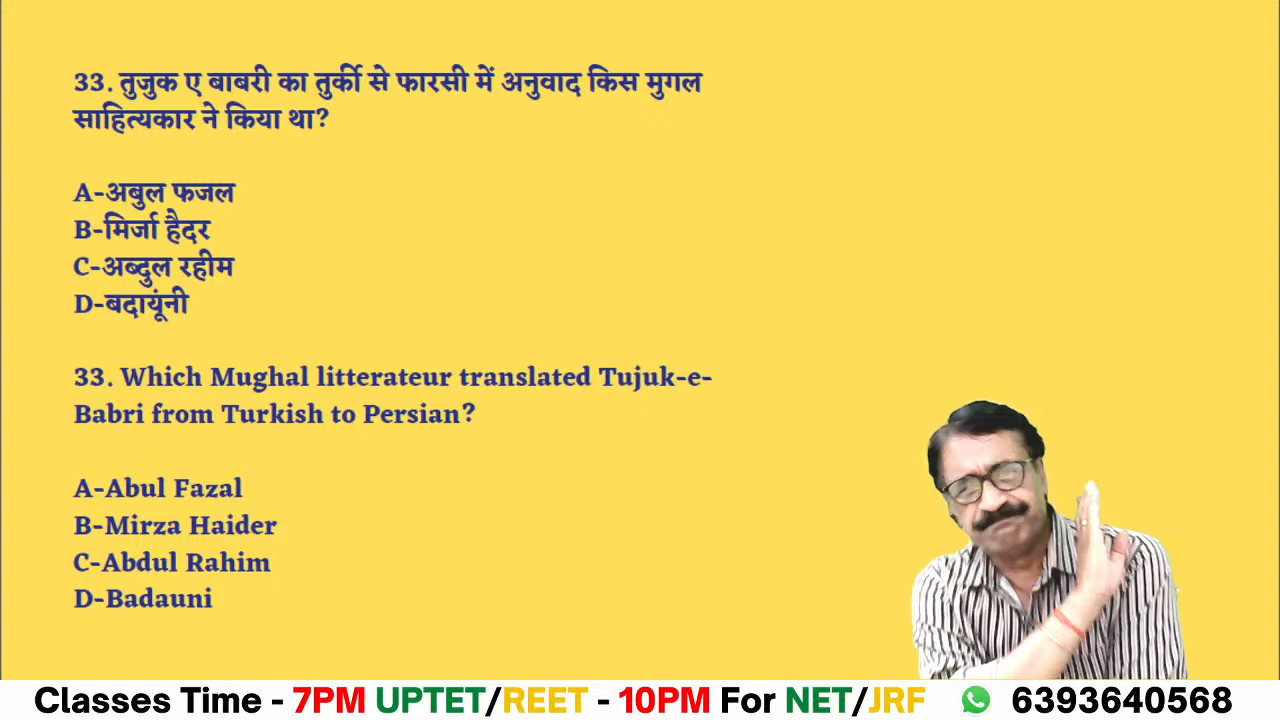 33. तुजुक ए बाबरी का तुर्की से फारसी में अनुवाद किस मुगल
साहित्यकार ने किया था?
A-अबुल फजल
B-मिर्जा हैदर
C-अब्दुल रहीम
D-बदायूंनी
33. Which Mughal litterateur translated Tujuk-e-
Babri from Turkish to Persian?
A-Abul Fazal
B-Mirza Haider
C-Abdul Rahim
D-Badauni
Classes Time - 7PM UPTET/REET - 10PM For NET/JRF 6393640568